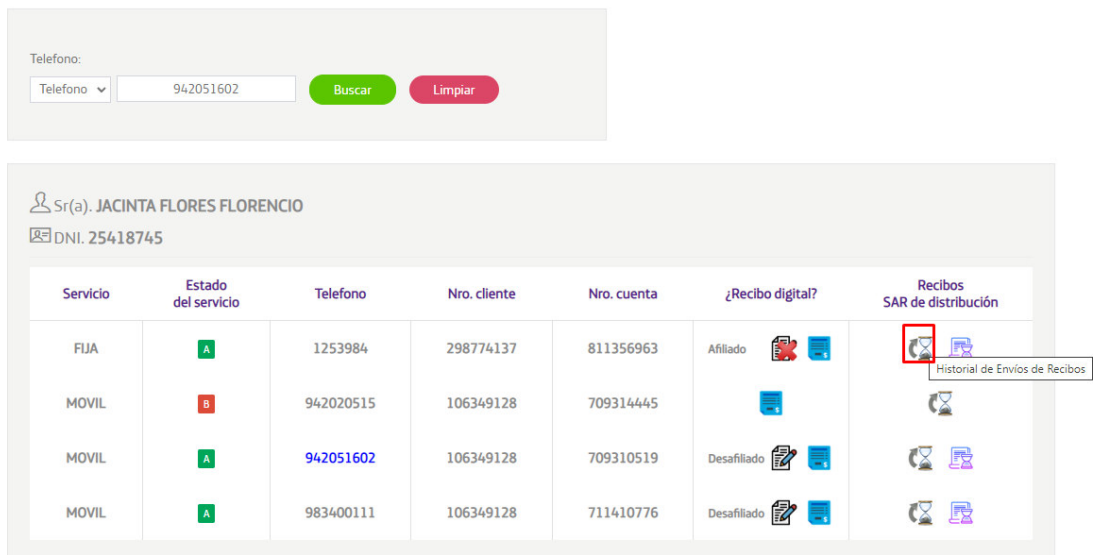 Telefono:
Telefono 942051602 Buscar Limpiar
Sr(a). JACINTA FLORES FLORENCIO
DNI. 25418745
Servicio Estado del servicio Telefono Nro. cliente Nro. cuenta ¿Recibo digital? Recibos SAR de distribución
FIJA A 1253984 298774137 811356963 Afiliado
Historial de Envíos de Recibos
MOVIL B 942020515 106349128 709314445
MOVIL A 942051602 106349128 709310519 Desafiliado
MOVIL A 983400111 106349128 711410776 Desafiliado